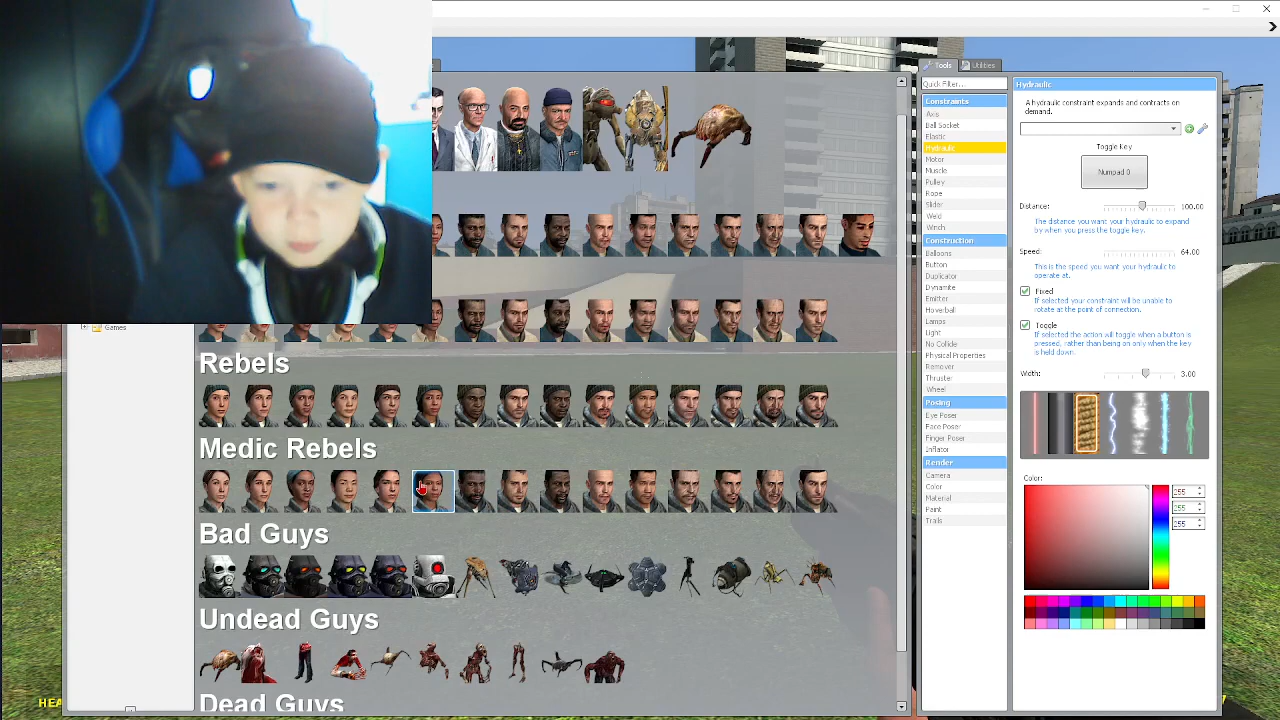 Tools
Utilities
Quick Filter...
Constraints
Axis
Ball Socket
Elastic
Hydraulic
Motor
Muscle
Pulley
Rope
Slider
Weld
Winch
Construction
Balloons
Button
Duplicator
Dynamite
Emitter
Hoverball
Lamps
Light
No Collide
Physical Properties
Remover
Thruster
Wheel
Posing
Eye Poser
Face Poser
Finger Poser
Inflator
Render
Camera
Color
Material
Paint
Trails
Hydraulic
A hydraulic constraint expands and contracts on
demand.
Toggle Key
Numpad 0
Distance: 100.00
The distance you want your hydraulic to expand
by when you press the toggle key.
Speed: 64.00
This is the speed you want your hydraulic to
operate at.
Fixed
If selected your constraint will be unable to
rotate at the point of connection.
Toggle
If selected the action will toggle when a button is
pressed, rather than being on only when the key
is held down.
Width: 3.00
Color:
255
255
255
Games
Rebels
Medic Rebels
Bad Guys
Undead Guys
Dead Guys
HEA